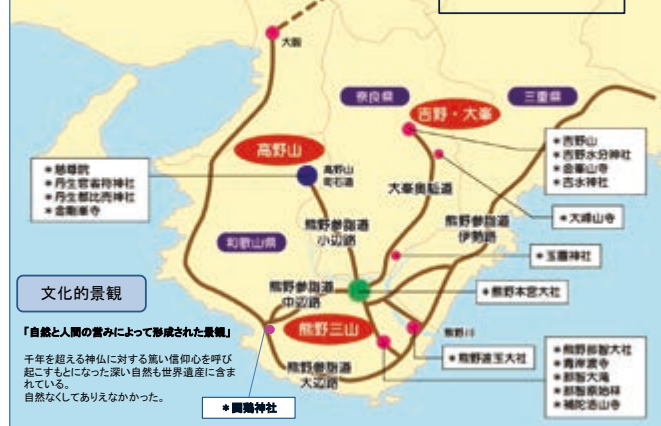 大阪
奈良県
三重県
吉野・大峯
高野山
高野山
町石道
＊慈尊院
＊丹生官省符神社
＊丹生都比売神社
＊金剛峯寺
＊吉野山
＊吉野水分神社
＊金峯山寺
＊吉水神社
大峯奥駈道
＊大峰山寺
熊野参詣道
小辺路
熊野参詣道
伊勢路
和歌山県
＊玉置神社
文化的景観
熊野参詣道
中辺路
＊熊野本宮大社
「自然と人間の営みによって形成された景観」
熊野三山
熊野川
千年を超える神仏に対する篤い信仰心を呼び
起こすもとになった深い自然も世界遺産に含ま
れている。
自然なくしてありえなかかった。
熊野参詣道
大辺路
＊熊野速玉大社
＊熊野那智大社
＊青岸渡寺
＊那智大滝
＊那智原始林
＊補陀洛山寺
＊闘鶏神社